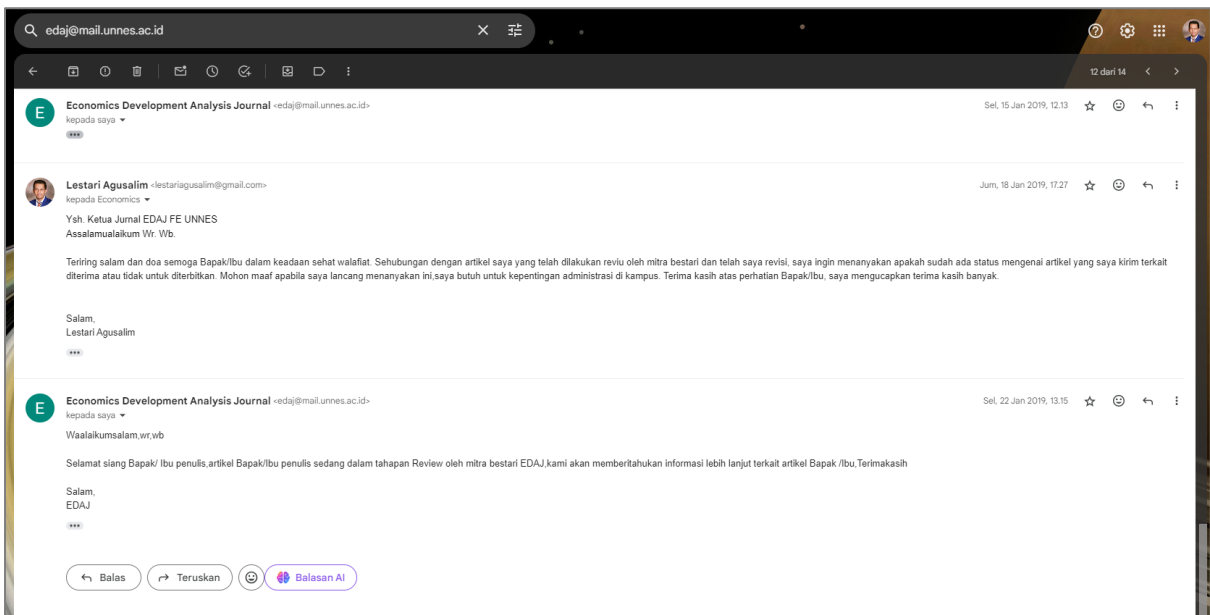 edaj@mail.unnes.ac.id
12 dari 14
Economics Development Analysis Journal <edaj@mail.unnes.ac.id>
Sel, 15 Jan 2019, 12.13
kepada saya
Lestari Agusalim <lestariagusalim@gmail.com>
Jum, 18 Jan 2019, 17.27
kepada Economics
Ysh. Ketua Jurnal EDAJ FE UNNES
Assalamualaikum Wr. Wb.
Teriring salam dan doa semoga Bapak/Ibu dalam keadaan sehat walafiat. Sehubungan dengan artikel saya yang telah dilakukan reviu oleh mitra bestari dan telah saya revisi, saya ingin menanyakan apakah sudah ada status mengenai artikel yang saya kirim terkait
diterima atau tidak untuk diterbitkan. Mohon maaf apabila saya lancang menanyakan ini,saya butuh untuk kepentingan administrasi di kampus. Terima kasih atas perhatian Bapak/Ibu, saya mengucapkan terima kasih banyak.
Salam,
Lestari Agusalim
E
Economics Development Analysis Journal <edaj@mail.unnes.ac.id>
Sel, 22 Jan 2019, 13.15
kepada saya
Waalaikumsalam,wr,wb
Selamat siang Bapak/ Ibu penulis,artikel Bapak/Ibu penulis sedang dalam tahapan Review oleh mitra bestari EDAJ,kami akan memberitahukan informasi lebih lanjut terkait artikel Bapak /Ibu,Terimakasih
Salam,
EDAJ
Balas
Teruskan
Balasan AI